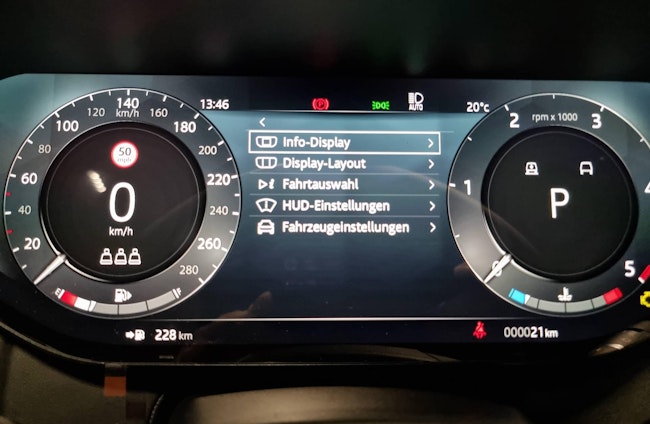 13:46
P
AUTO
20°c
<
Info-Display >
Display-Layout >
i Fahrtauswahl >
HUD-Einstellungen >
Fahrzeugeinstellungen >
20
40
60
80
100
120
140
km/h
160
180
200
220
240
260
280
50
mph
0
km/h
E
F
228 km
rpm x 1000
0
1
2
3
4
5
P
000021km